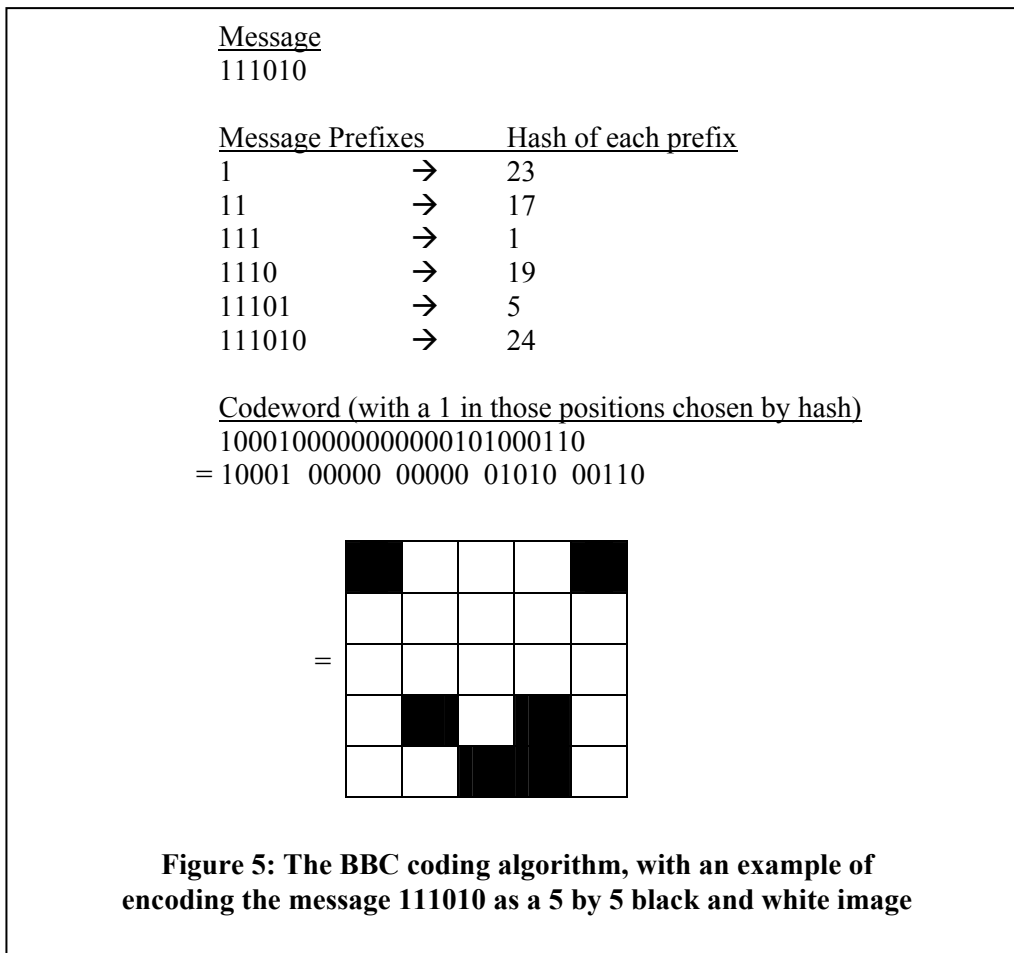 Message
111010
Message Prefixes Hash of each prefix
1 → 23
11 → 17
111 → 1
1110 → 19
11101 → 5
111010 → 24
Codeword (with a 1 in those positions chosen by hash)
1000100000000000101000110
= 10001 00000 00000 01010 00110
=
Figure 5: The BBC coding algorithm, with an example of
encoding the message 111010 as a 5 by 5 black and white image